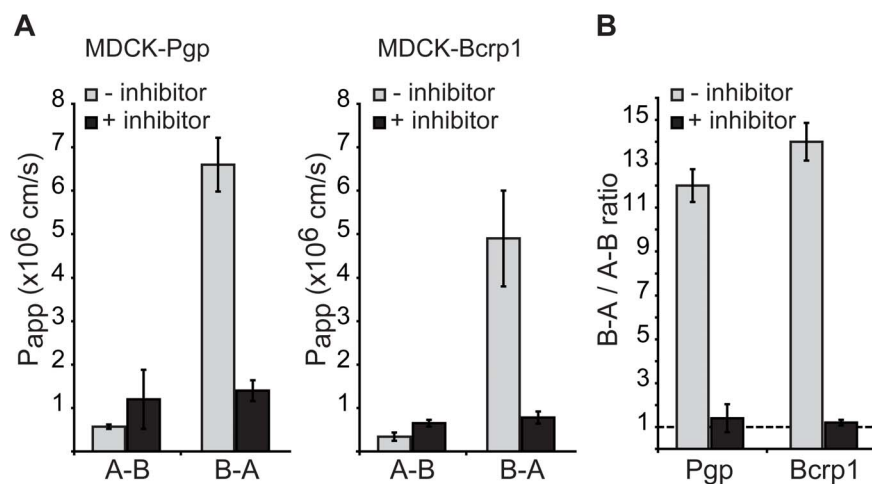 A
B
MDCK-Pgp
MDCK-Bcrp1
- inhibitor
+ inhibitor
- inhibitor
+ inhibitor
- inhibitor
+ inhibitor
Papp (x10⁶ cm/s)
8
7
6
5
4
3
2
1
A-B
B-A
Papp (x10⁶ cm/s)
8
7
6
5
4
3
2
1
A-B
B-A
B-A / A-B ratio
15
13
11
9
7
5
3
1
Pgp
Bcrp1